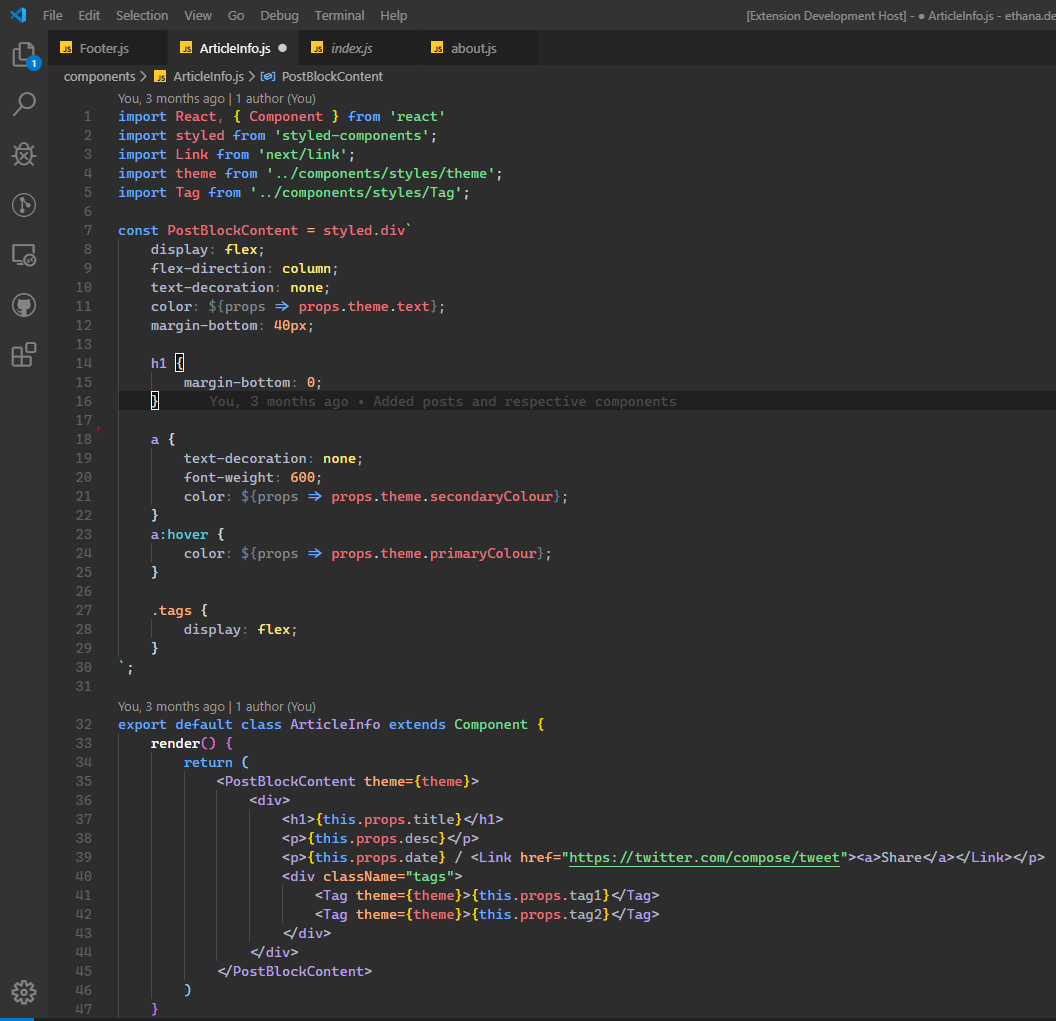 File Edit Selection View Go Debug Terminal Help [Extension Development Host] - ● ArticleInfo.js - ethana.de
JS Footer.js JS ArticleInfo.js ● JS index.js JS about.js
1
components > JS ArticleInfo.js > PostBlockContent
You, 3 months ago | 1 author (You)
1 import React, { Component } from 'react'
2 import styled from 'styled-components';
3 import Link from 'next/link';
4 import theme from '../components/styles/theme';
5 import Tag from '../components/styles/Tag';
6
7 const PostBlockContent = styled.div`
8 display: flex;
9 flex-direction: column;
10 text-decoration: none;
11 color: ${props => props.theme.text};
12 margin-bottom: 40px;
13
14 h1 {
15 margin-bottom: 0;
16 } You, 3 months ago • Added posts and respective components
17
18 a {
19 text-decoration: none;
20 font-weight: 600;
21 color: ${props => props.theme.secondaryColour};
22 }
23 a:hover {
24 color: ${props => props.theme.primaryColour};
25 }
26
27 .tags {
28 display: flex;
29 }
30 `;
31
You, 3 months ago | 1 author (You)
32 export default class ArticleInfo extends Component {
33 render() {
34 return (
35 <PostBlockContent theme={theme}>
36 <div>
37 <h1>{this.props.title}</h1>
38 <p>{this.props.desc}</p>
39 <p>{this.props.date} / <Link href="https://twitter.com/compose/tweet"><a>Share</a></Link></p>
40 <div className="tags">
41 <Tag theme={theme}>{this.props.tag1}</Tag>
42 <Tag theme={theme}>{this.props.tag2}</Tag>
43 </div>
44 </div>
45 </PostBlockContent>
46 )
47 }